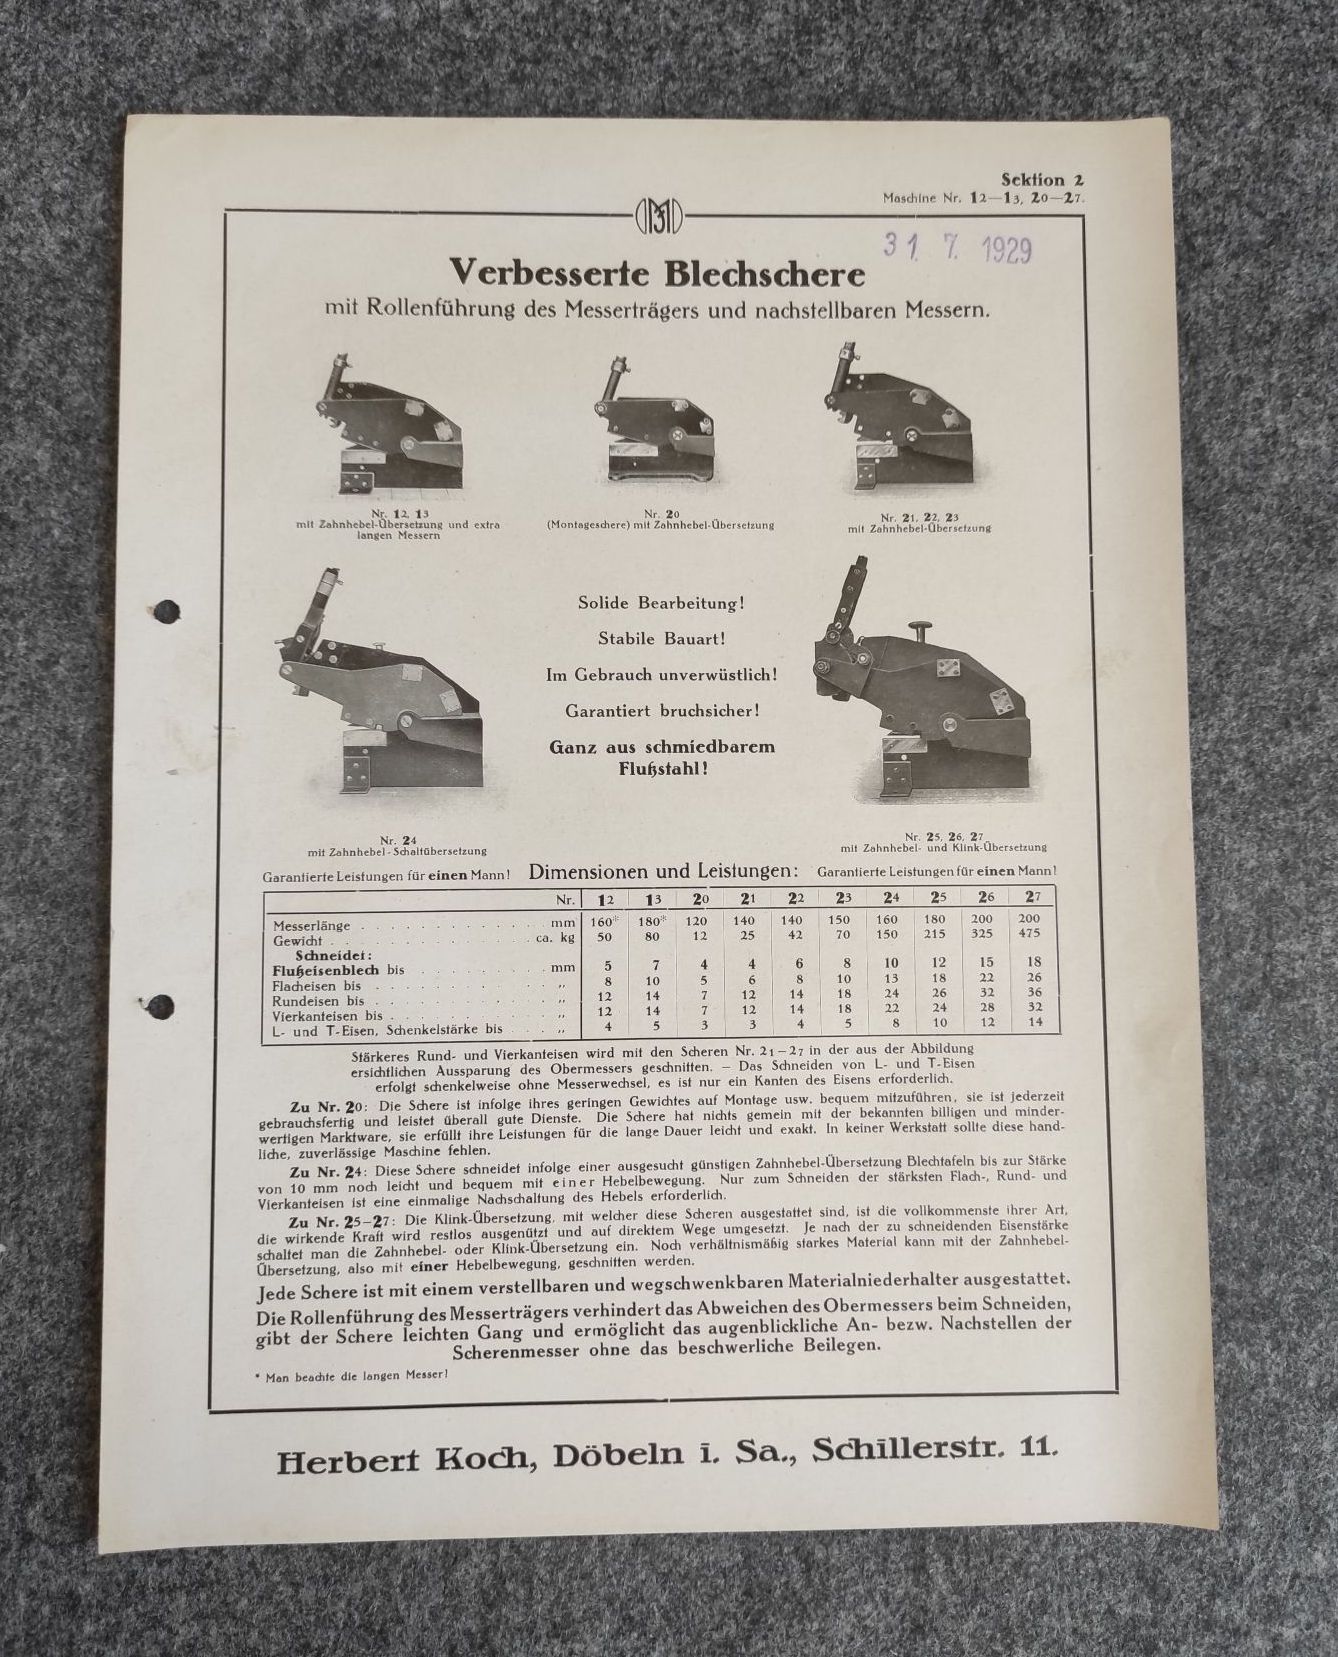 Sektion 2
Maschine Nr. 12—13, 20—27.
31. 7. 1929
Verbesserte Blechschere
mit Rollenführung des Messerträgers und nachstellbaren Messern.
Nr. 12, 13
mit Zahnhebel-Übersetzung und extra
langen Messern
Nr. 20
(Montageschere) mit Zahnhebel-Übersetzung
Nr. 21, 22, 23
mit Zahnhebel-Übersetzung
Solide Bearbeitung!
Stabile Bauart!
Im Gebrauch unverwüstlich!
Garantiert bruchsicher!
Ganz aus schmiedbarem
Flußstahl!
Nr. 24
mit Zahnhebel-Schaltübersetzung
Nr. 25, 26, 27
mit Zahnhebel- und Klink-Übersetzung
Garantierte Leistungen für einen Mann! Dimensionen und Leistungen: Garantierte Leistungen für einen Mann!
Nr. 12 13 20 21 22 23 24 25 26 27
Messerlänge . . . . . . . . . . . . mm 160* 180* 120 140 140 150 160 180 200 200
Gewicht . . . . . . . . . . . . ca. kg 50 80 12 25 42 70 150 215 325 475
Schneidet:
Flußeisenblech bis . . . . . . . . mm 5 7 4 4 6 8 10 12 15 18
Flacheisen bis . . . . . . . . . . „ 8 10 5 6 8 10 13 18 22 26
Rundeisen bis . . . . . . . . . . „ 12 14 7 12 14 18 24 26 32 36
Vierkanteisen bis . . . . . . . . . „ 12 14 7 12 14 18 22 24 28 32
L- und T-Eisen, Schenkelstärke bis . . . „ 4 5 3 3 4 5 8 10 12 14
Stärkeres Rund- und Vierkanteisen wird mit den Scheren Nr. 21—27 in der aus der Abbildung
ersichtlichen Aussparung des Obermessers geschnitten. — Das Schneiden von L- und T-Eisen
erfolgt schenkelweise ohne Messerwechsel, es ist nur ein Kanten des Eisens erforderlich.
Zu Nr. 20: Die Schere ist infolge ihres geringen Gewichtes auf Montage usw. bequem mitzuführen, sie ist jederzeit
gebrauchsfertig und leistet überall gute Dienste. Die Schere hat nichts gemein mit der bekannten billigen und minder-
wertigen Marktware, sie erfüllt ihre Leistungen für die lange Dauer leicht und exakt. In keiner Werkstatt sollte diese hand-
liche, zuverlässige Maschine fehlen.
Zu Nr. 24: Diese Schere schneidet infolge einer ausgesucht günstigen Zahnhebel-Übersetzung Blechtafeln bis zur Stärke
von 10 mm noch leicht und bequem mit einer Hebelbewegung. Nur zum Schneiden der stärksten Flach-, Rund- und
Vierkanteisen ist eine einmalige Nachschaltung des Hebels erforderlich.
Zu Nr. 25—27: Die Klink-Übersetzung, mit welcher diese Scheren ausgestattet sind, ist die vollkommenste ihrer Art,
die wirkende Kraft wird restlos ausgenützt und auf direktem Wege umgesetzt. Je nach der zu schneidenden Eisenstärke
schaltet man die Zahnhebel- oder Klink-Übersetzung ein. Noch verhältnismäßig starkes Material kann mit der Zahnhebel-
Übersetzung, also mit einer Hebelbewegung, geschnitten werden.
Jede Schere ist mit einem verstellbaren und wegschwenkbaren Materialniederhalter ausgestattet.
Die Rollenführung des Messerträgers verhindert das Abweichen des Obermessers beim Schneiden,
gibt der Schere leichten Gang und ermöglicht das augenblickliche An- bezw. Nachstellen der
Scherenmesser ohne das beschwerliche Beilegen.
* Man beachte die langen Messer!
Herbert Koch, Döbeln i. Sa., Schillerstr. 11.